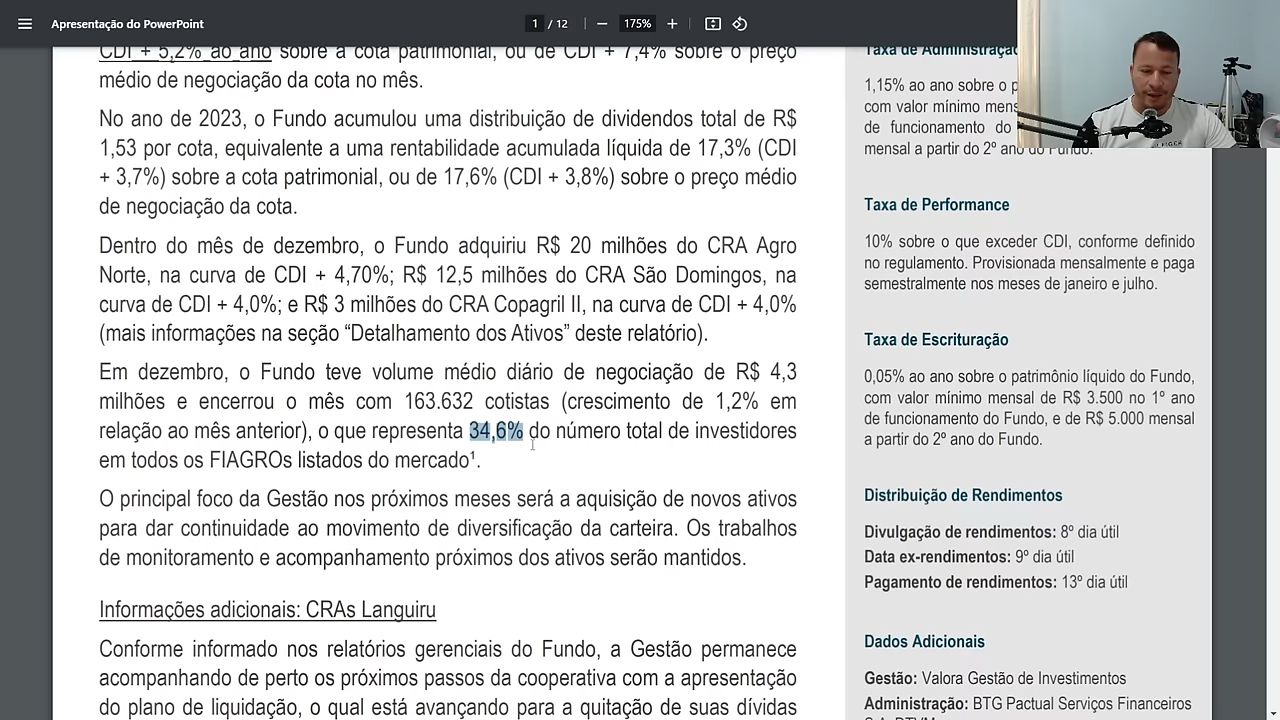 Apresentação do PowerPoint
1 / 12
175%
CDI + 5,2% ao ano sobre a cota patrimonial, ou de CDI + 7,4% sobre o preço
médio de negociação da cota no mês.
No ano de 2023, o Fundo acumulou uma distribuição de dividendos total de R$
1,53 por cota, equivalente a uma rentabilidade acumulada líquida de 17,3% (CDI
+ 3,7%) sobre a cota patrimonial, ou de 17,6% (CDI + 3,8%) sobre o preço médio
de negociação da cota.
Dentro do mês de dezembro, o Fundo adquiriu R$ 20 milhões do CRA Agro
Norte, na curva de CDI + 4,70%; R$ 12,5 milhões do CRA São Domingos, na
curva de CDI + 4,0%; e R$ 3 milhões do CRA Copagril II, na curva de CDI + 4,0%
(mais informações na seção “Detalhamento dos Ativos” deste relatório).
Em dezembro, o Fundo teve volume médio diário de negociação de R$ 4,3
milhões e encerrou o mês com 163.632 cotistas (crescimento de 1,2% em
relação ao mês anterior), o que representa 34,6% do número total de investidores
em todos os FIAGROs listados do mercado¹.
O principal foco da Gestão nos próximos meses será a aquisição de novos ativos
para dar continuidade ao movimento de diversificação da carteira. Os trabalhos
de monitoramento e acompanhamento próximos dos ativos serão mantidos.
Informações adicionais: CRAs Languiru
Conforme informado nos relatórios gerenciais do Fundo, a Gestão permanece
acompanhando de perto os próximos passos da cooperativa com a apresentação
do plano de liquidação, o qual está avançando para a quitação de suas dívidas
Taxa de Administração
1,15% ao ano sobre o
com valor mínimo
de funcionamento do
mensal a partir do 2º ano do Fundo.
Taxa de Performance
10% sobre o que exceder CDI, conforme definido
no regulamento. Provisionada mensalmente e paga
semestralmente nos meses de janeiro e julho.
Taxa de Escrituração
0,05% ao ano sobre o patrimônio líquido do Fundo,
com valor mínimo mensal de R$ 3.500 no 1º ano
de funcionamento do Fundo, e de R$ 5.000 mensal
a partir do 2º ano do Fundo.
Distribuição de Rendimentos
Divulgação de rendimentos: 8º dia útil
Data ex-rendimentos: 9º dia útil
Pagamento de rendimentos: 13º dia útil
Dados Adicionais
Gestão: Valora Gestão de Investimentos
Administração: BTG Pactual Serviços Financeiros